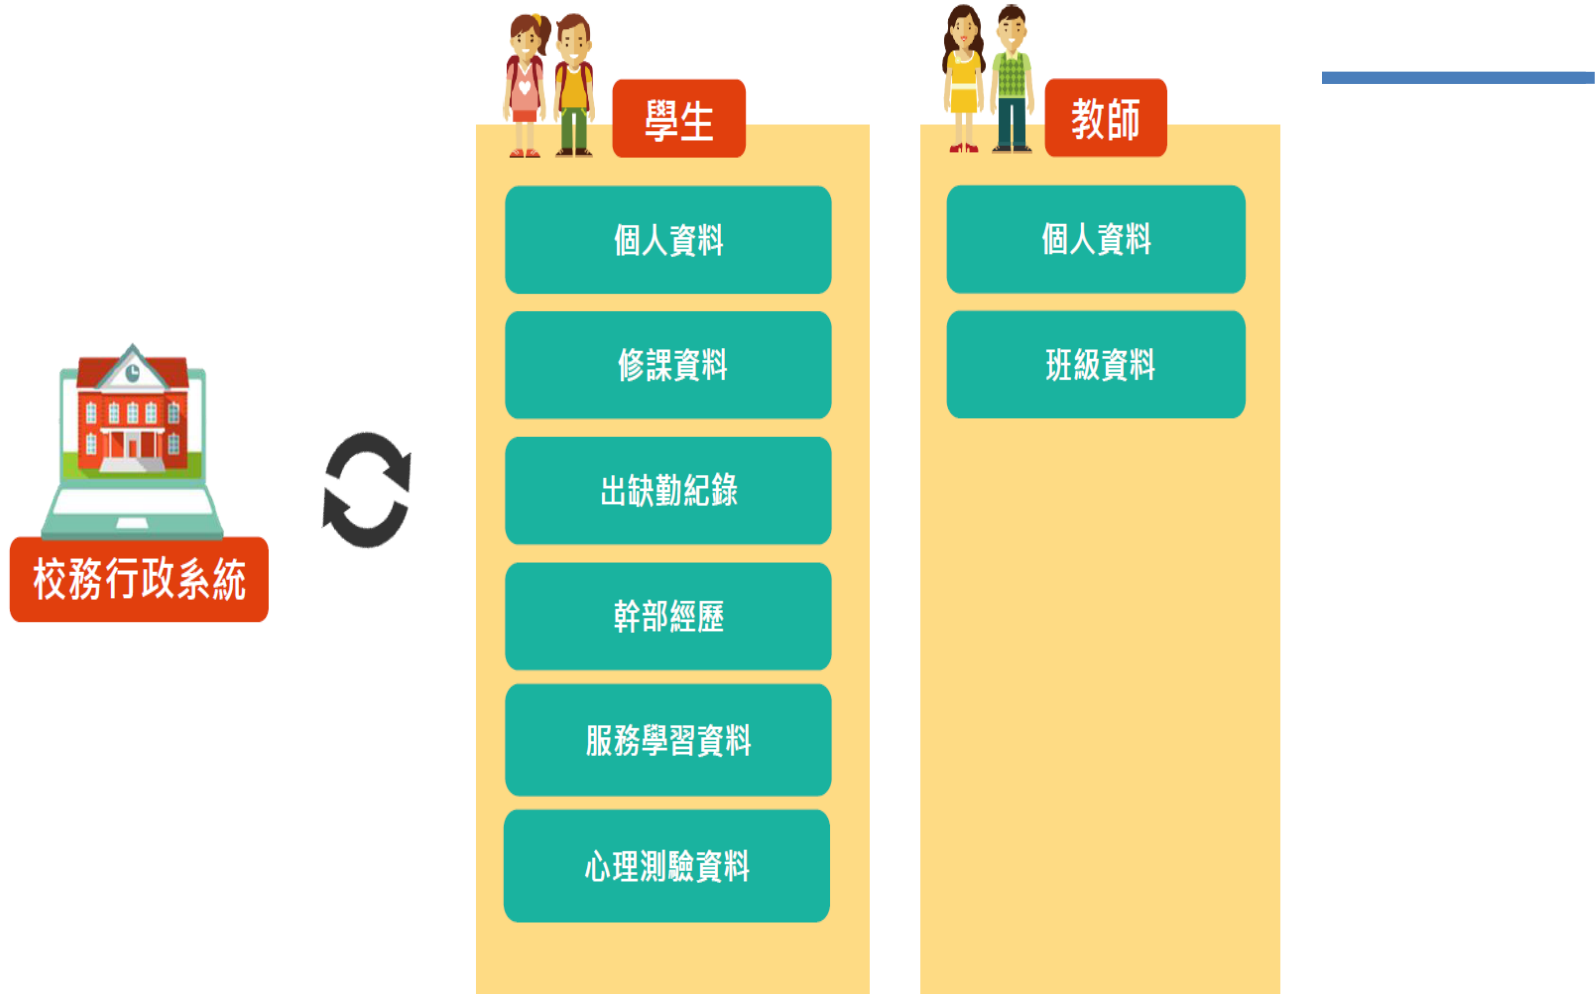 校務行政系統
學生
個人資料
修課資料
出缺勤紀錄
幹部經歷
服務學習資料
心理測驗資料
教師
個人資料
班級資料